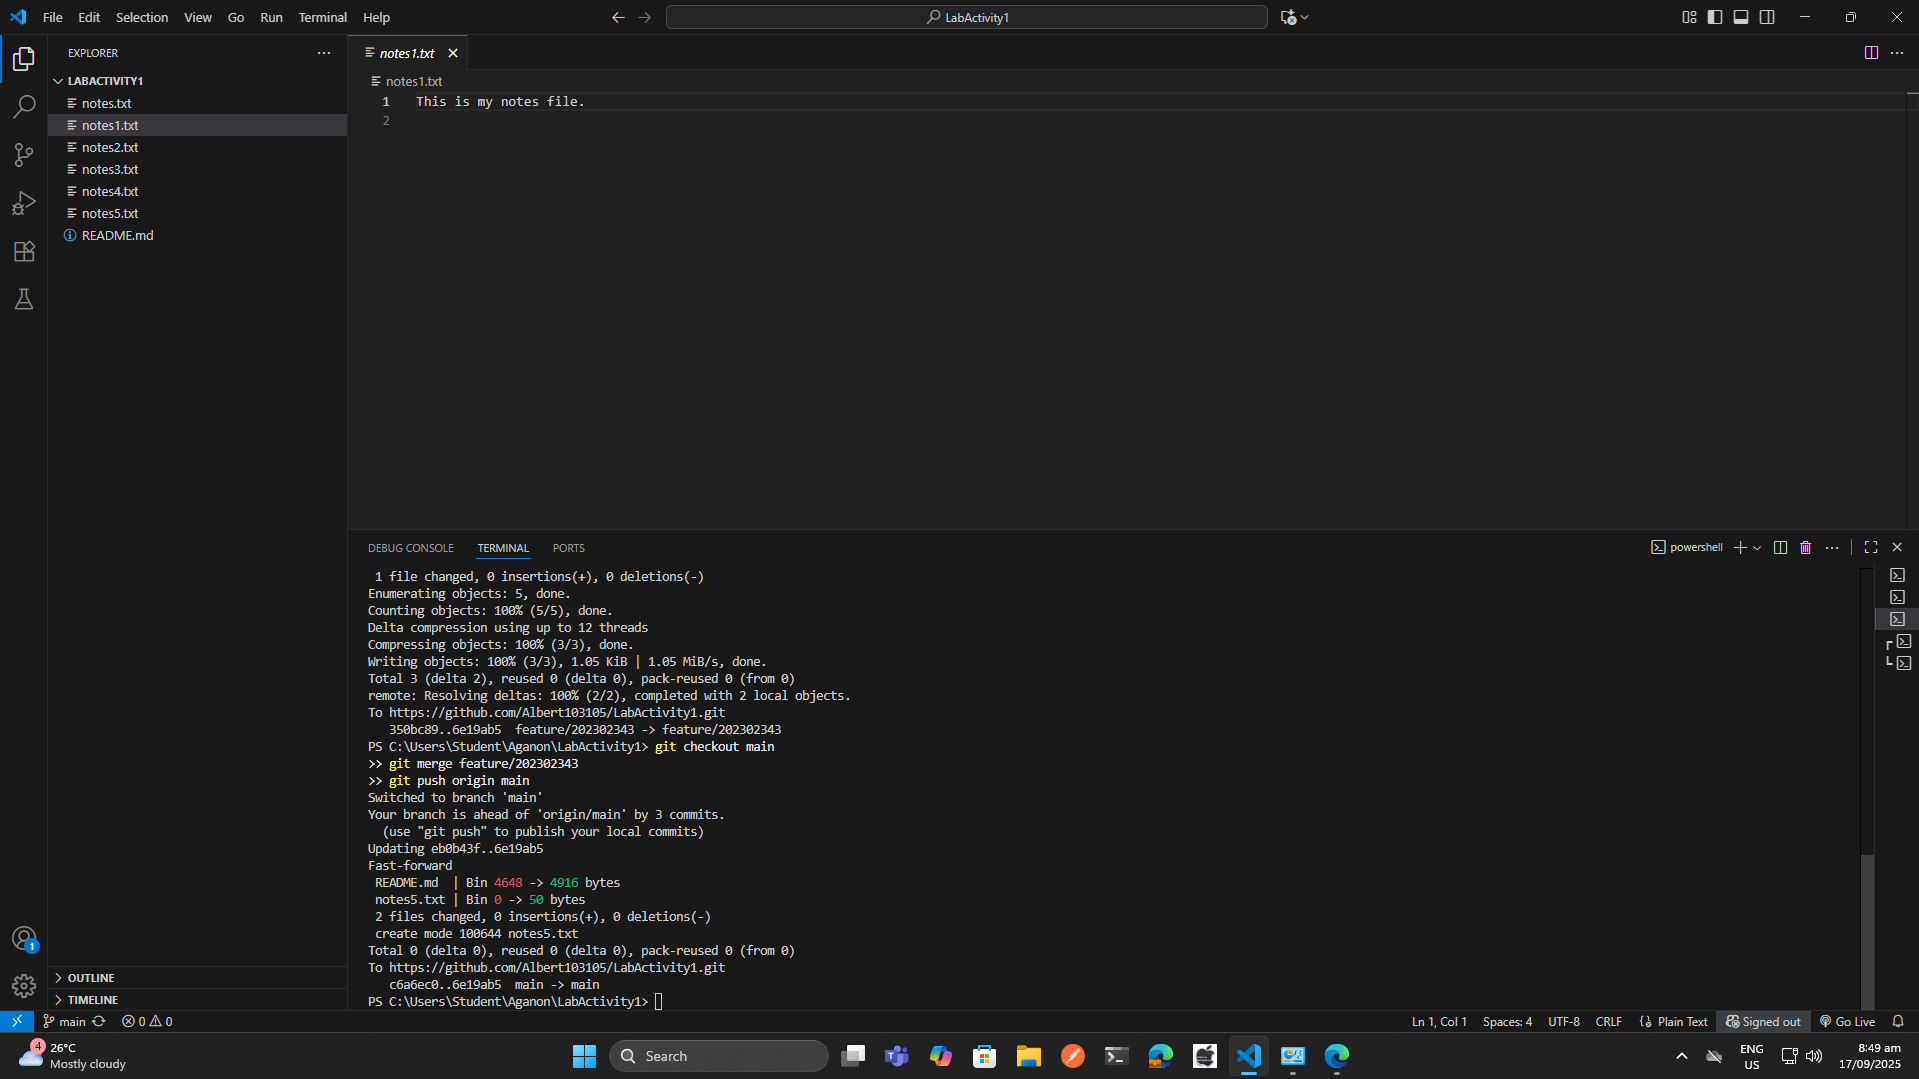 File Edit Selection View Go Run Terminal Help
LabActivity1
EXPLORER
LABACTIVITY1
notes.txt
notes1.txt
notes2.txt
notes3.txt
notes4.txt
notes5.txt
README.md
OUTLINE
TIMELINE
notes1.txt
notes1.txt
1 This is my notes file.
2
DEBUG CONSOLE TERMINAL PORTS
powershell
1 file changed, 0 insertions(+), 0 deletions(-)
Enumerating objects: 5, done.
Counting objects: 100% (5/5), done.
Delta compression using up to 12 threads
Compressing objects: 100% (3/3), done.
Writing objects: 100% (3/3), 1.05 KiB | 1.05 MiB/s, done.
Total 3 (delta 2), reused 0 (delta 0), pack-reused 0 (from 0)
remote: Resolving deltas: 100% (2/2), completed with 2 local objects.
To https://github.com/Albert103105/LabActivity1.git
350bc89..6e19ab5  feature/202302343 -> feature/202302343
PS C:\Users\Student\Aganon\LabActivity1> git checkout main
>> git merge feature/202302343
>> git push origin main
Switched to branch 'main'
Your branch is ahead of 'origin/main' by 3 commits.
(use "git push" to publish your local commits)
Updating eb0b43f..6e19ab5
Fast-forward
README.md  | Bin 4648 -> 4916 bytes
notes5.txt | Bin 0 -> 50 bytes
2 files changed, 0 insertions(+), 0 deletions(-)
create mode 100644 notes5.txt
Total 0 (delta 0), reused 0 (delta 0), pack-reused 0 (from 0)
To https://github.com/Albert103105/LabActivity1.git
c6a6ec0..6e19ab5  main -> main
PS C:\Users\Student\Aganon\LabActivity1>
1
main 0 0 Ln 1, Col 1 Spaces: 4 UTF-8 CRLF {} Plain Text Signed out Go Live
4
26°C
Mostly cloudy
Search
ENG
US
8:49 am
17/09/2025